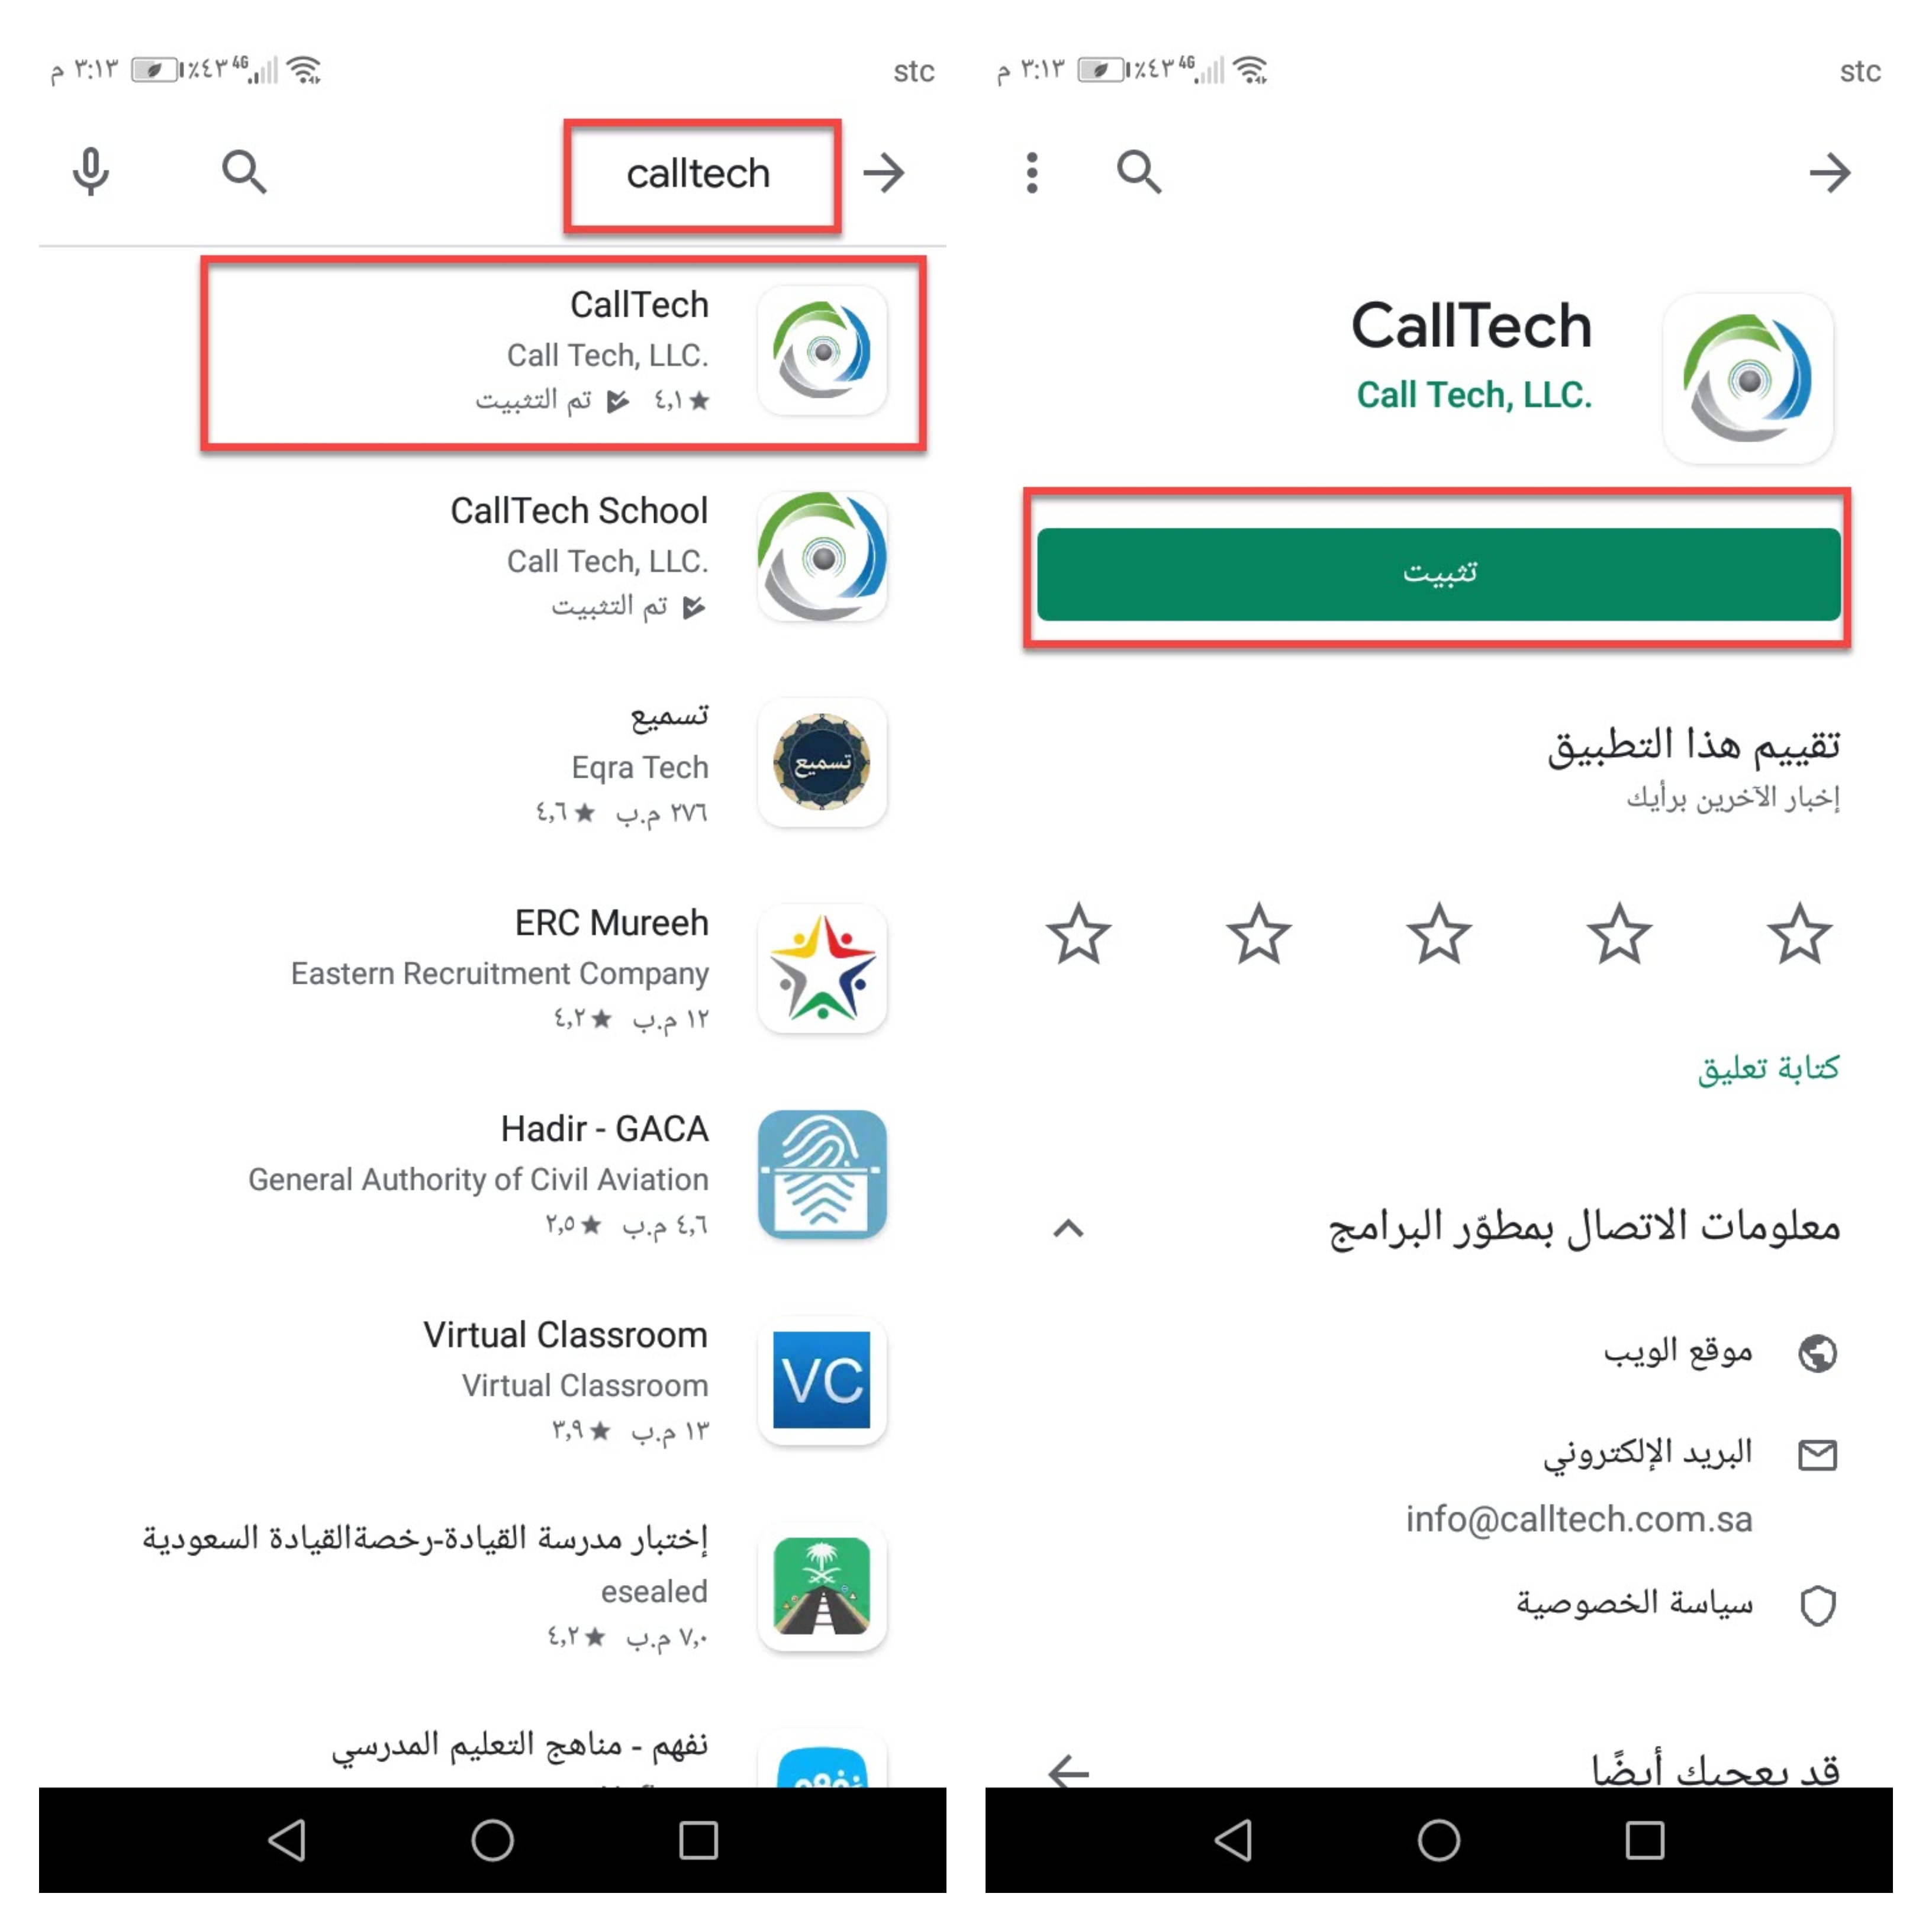 ٣:١٣ م ٤٣٪ 4G stc
calltech
CallTech
Call Tech, LLC.
٤,١ تم التثبيت
CallTech School
Call Tech, LLC.
تم التثبيت
تسميع
تسميع
Eqra Tech
٢٧٦ م.ب ٤,٦
ERC Mureeh
Eastern Recruitment Company
١٢ م.ب ٤,٢
Hadir - GACA
General Authority of Civil Aviation
٤,٦ م.ب ٢,٥
Virtual Classroom
VC
Virtual Classroom
١٣ م.ب ٣,٩
إختبار مدرسة القيادة-رخصةالقيادة السعودية
esealed
٧,٠ م.ب ٤,٢
نفهم - مناهج التعليم المدرسي
٣:١٣ م ٤٣٪ 4G stc
CallTech
Call Tech, LLC.
تثبيت
تقييم هذا التطبيق
إخبار الآخرين برأيك
كتابة تعليق
معلومات الاتصال بمطوّر البرامج
موقع الويب
البريد الإلكتروني
info@calltech.com.sa
سياسة الخصوصية
قد يعجبك أيضًا